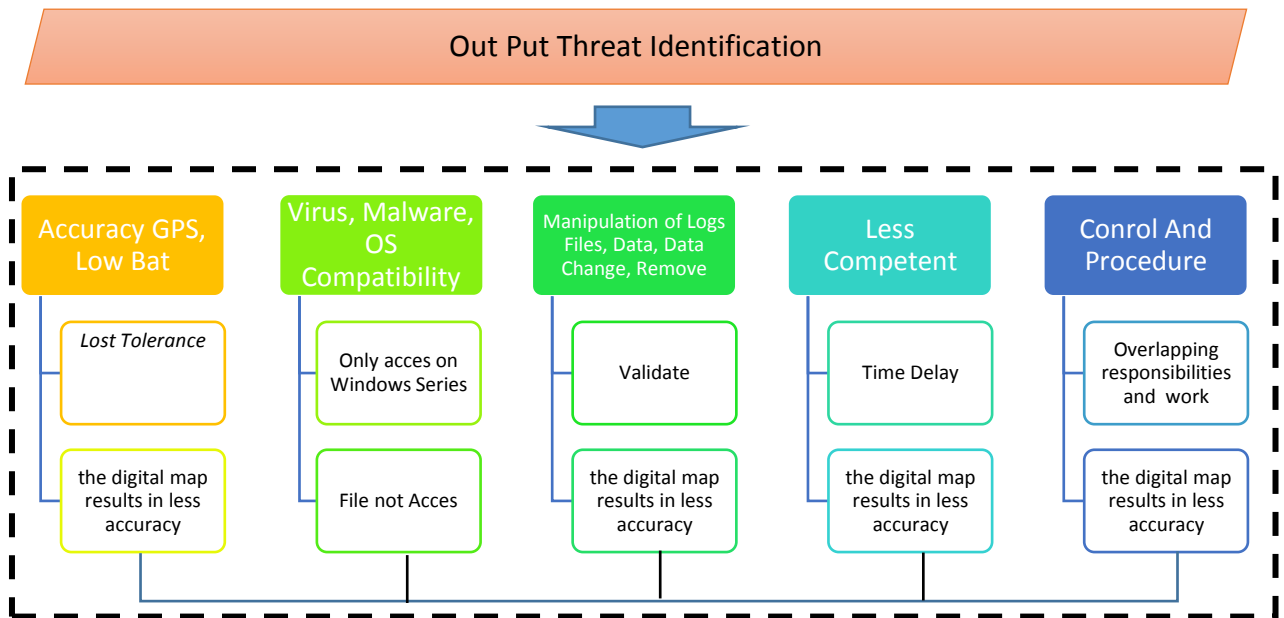 Out Put Threat Identification
Accuracy GPS,
Low Bat
Lost Tolerance
the digital map
results in less
accuracy
Virus, Malware,
OS
Compatibility
Only acces on
Windows Series
File not Acces
Manipulation of Logs
Files, Data, Data
Change, Remove
Validate
the digital map
results in less
accuracy
Less
Competent
Time Delay
the digital map
results in less
accuracy
Conrol And
Procedure
Overlapping
responsibilities
and work
the digital map
results in less
accuracy